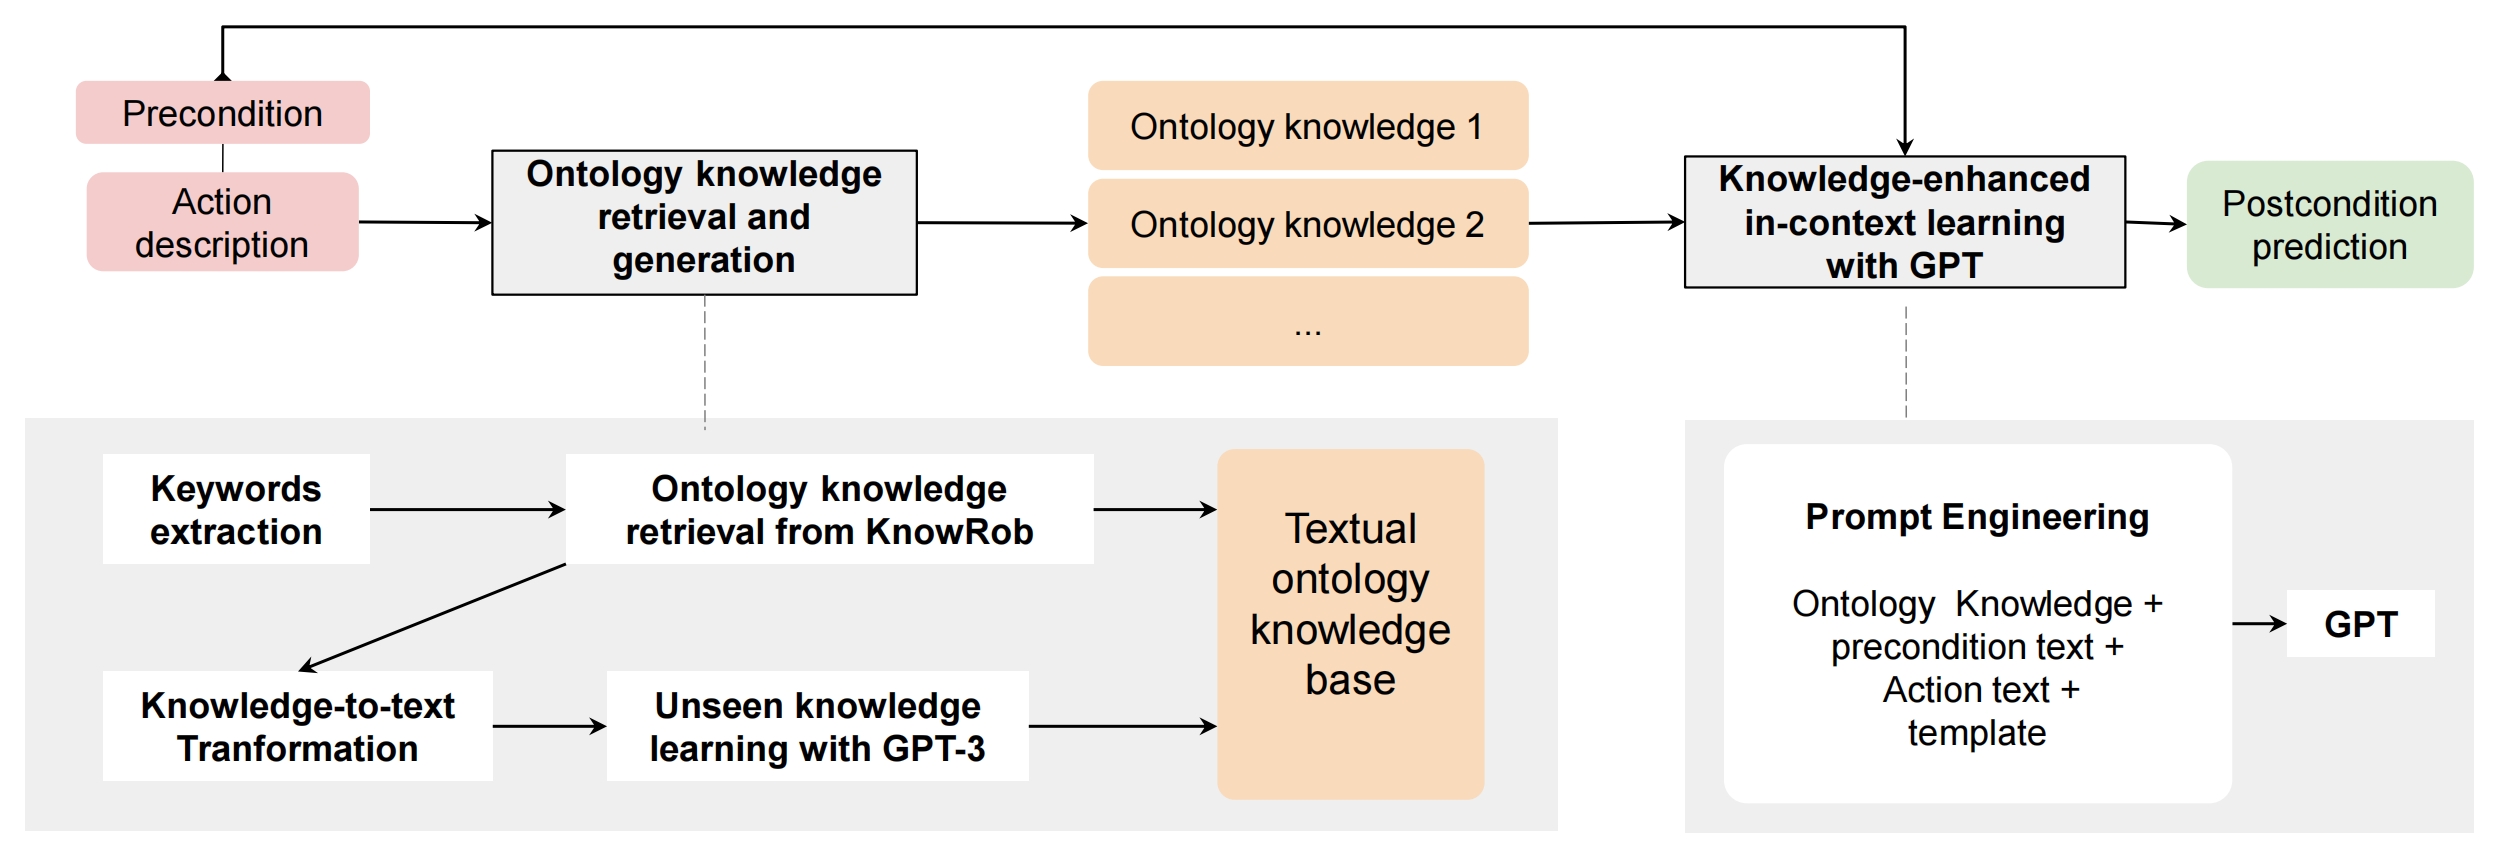 Precondition
Action
description
Ontology knowledge
retrieval and
generation
Ontology knowledge 1
Ontology knowledge 2
...
Knowledge-enhanced
in-context learning
with GPT
Postcondition
prediction
Keywords
extraction
Ontology knowledge
retrieval from KnowRob
Knowledge-to-text
Tranformation
Unseen knowledge
learning with GPT-3
Textual
ontology
knowledge
base
Prompt Engineering
Ontology  Knowledge +
precondition text +
Action text +
template
GPT